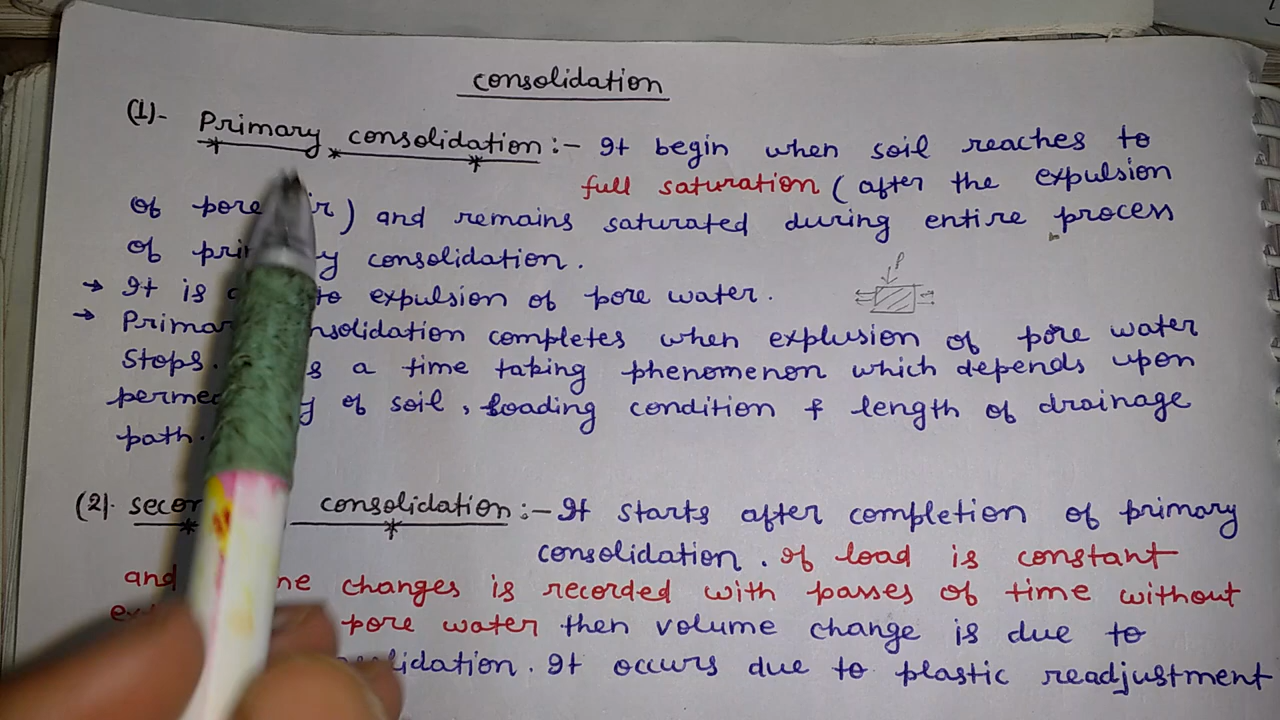 consolidation
(1)- Primary consolidation :- It begin when soil reaches to
full saturation (after the expulsion
of pore) and remains saturated during entire process
of consolidation.
→ It is to expulsion of pore water.
P
→ consolidation completes when explusion of pore water
stops. a time taking phenomenon which depends upon
of soil, loading condition & length of drainage
path.
(2). consolidation :- It starts after completion of primary
consolidation. If load is constant
and changes is recorded with passes of time without
pore water then volume change is due to
It occurs due to plastic readjustment